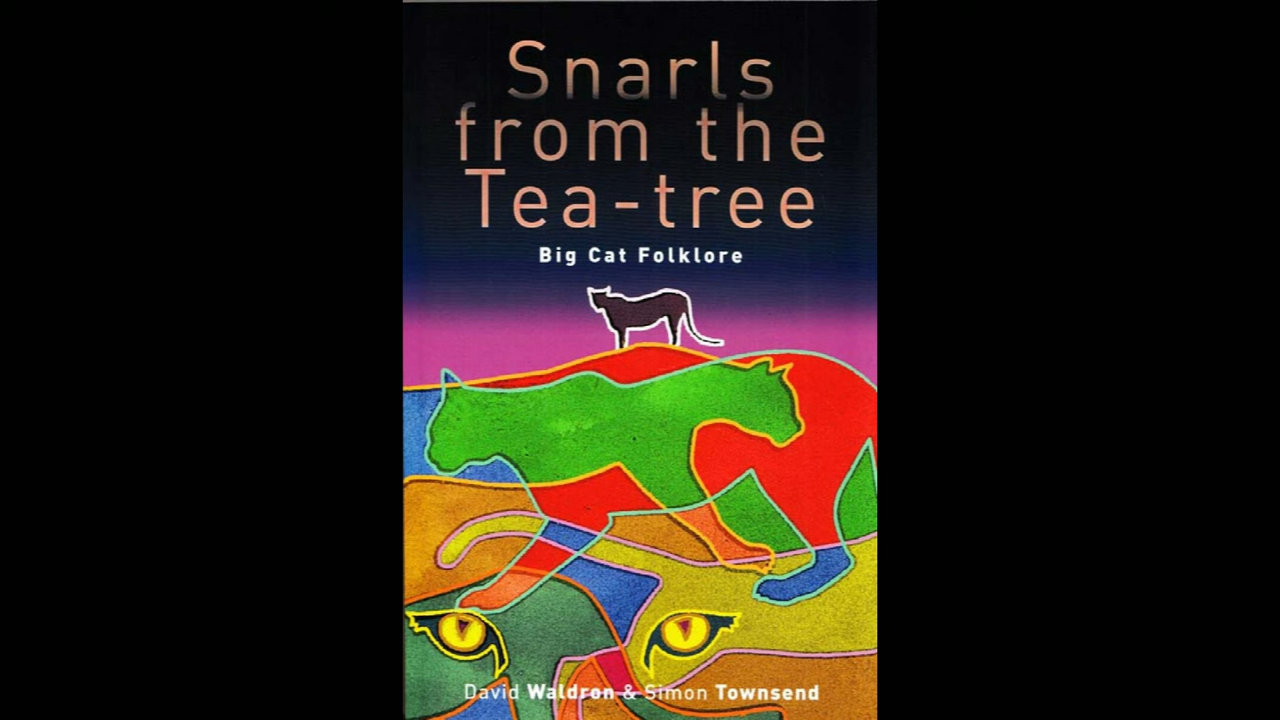 Snarls
from the
Tea-tree
Big Cat Folklore
David Waldron & Simon Townsend